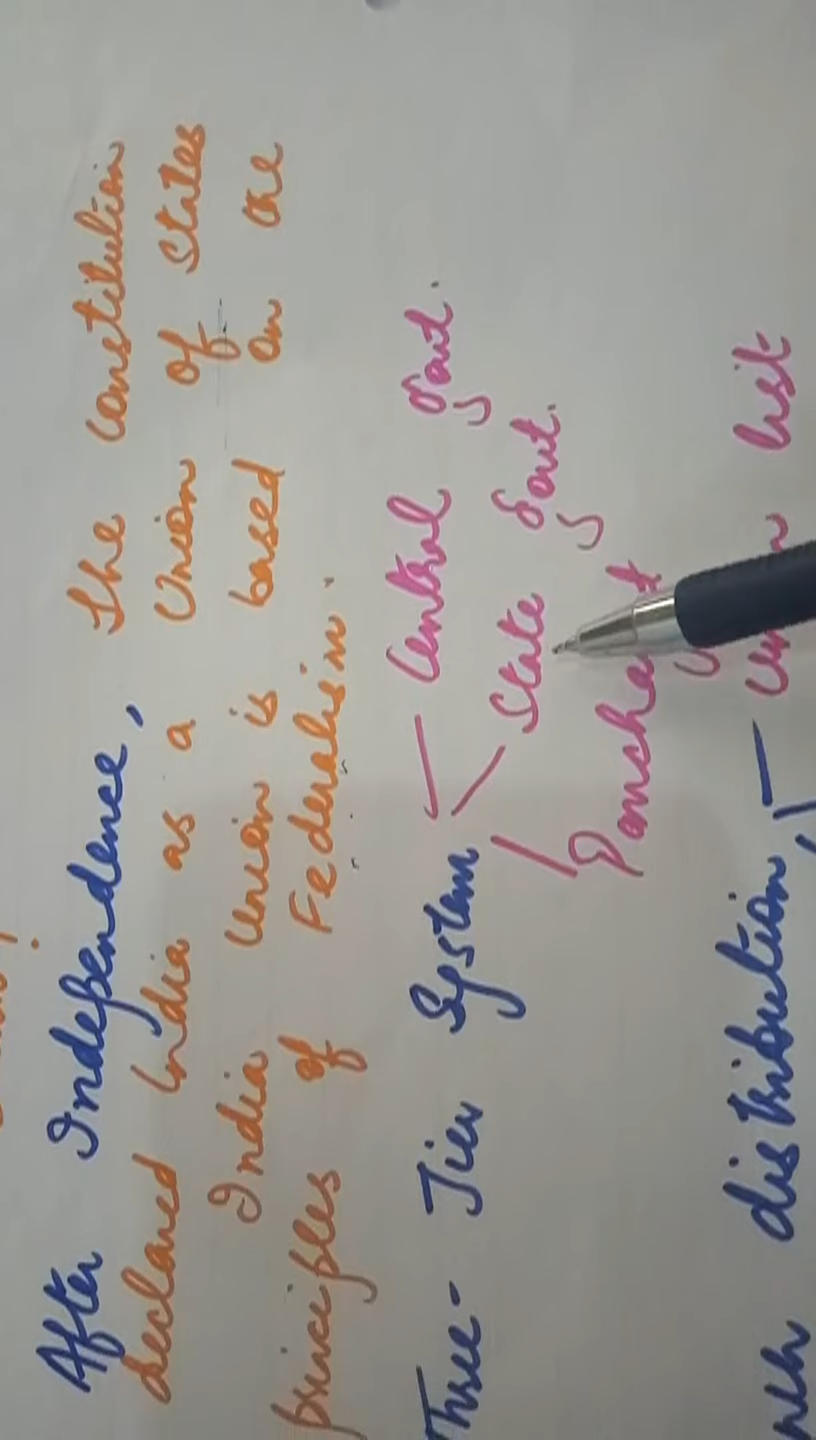 After Independence, The constitution
declared India as a Union of States
India Union is based on the
principles of Federalism.
Three-Tier System — Central govt.
State govt.
distribution, list